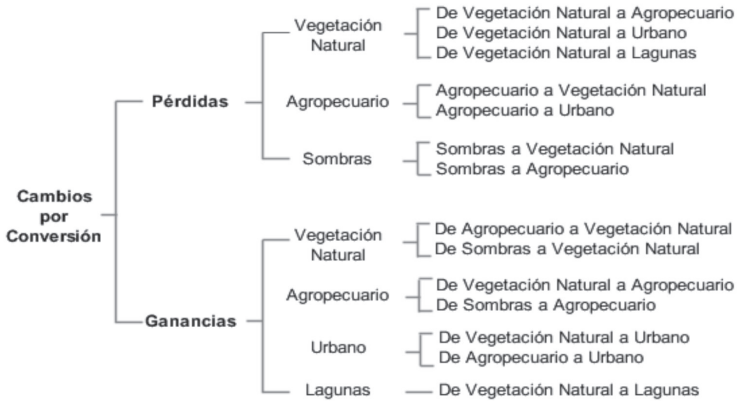 Cambios
por
Conversión
Pérdidas
Vegetación
Natural
De Vegetación Natural a Agropecuario
De Vegetación Natural a Urbano
De Vegetación Natural a Lagunas
Agropecuario
Agropecuario a Vegetación Natural
Agropecuario a Urbano
Sombras
Sombras a Vegetación Natural
Sombras a Agropecuario
Ganancias
Vegetación
Natural
De Agropecuario a Vegetación Natural
De Sombras a Vegetación Natural
Agropecuario
De Vegetación Natural a Agropecuario
De Sombras a Agropecuario
Urbano
De Vegetación Natural a Urbano
De Agropecuario a Urbano
Lagunas
De Vegetación Natural a Lagunas